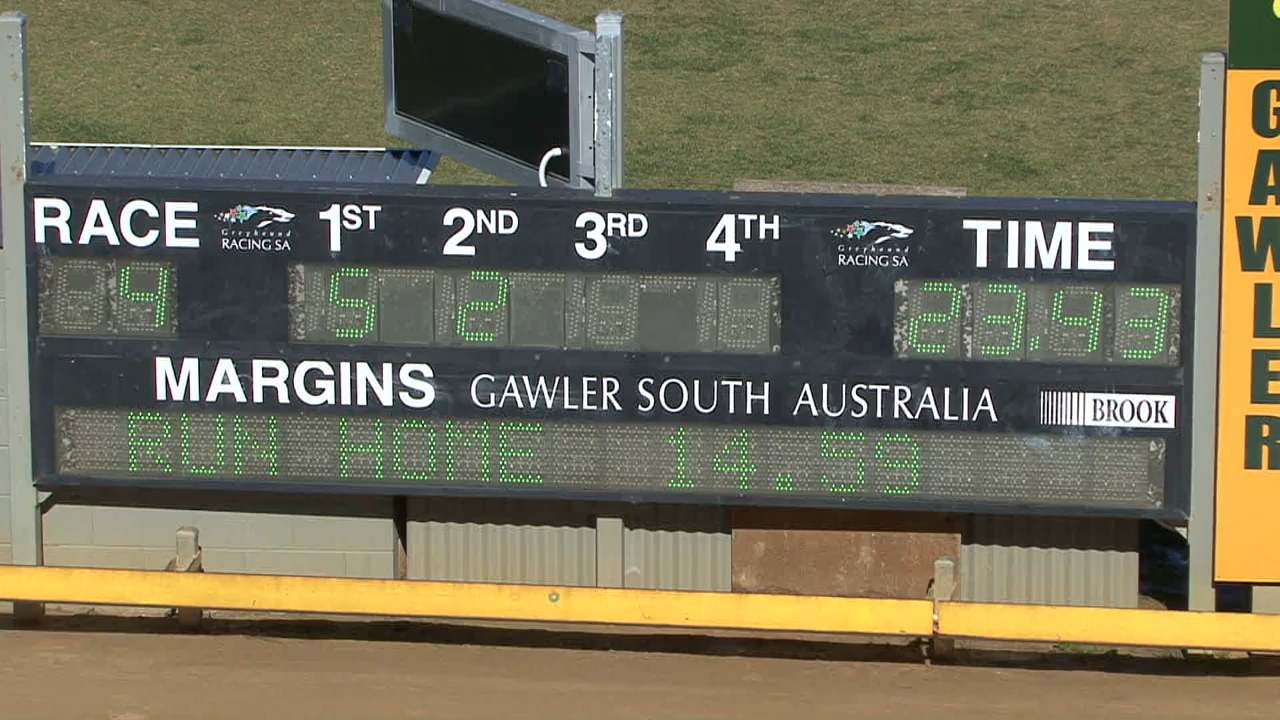 RACE Greyhound RACING SA 1ST 2ND 3RD 4TH Greyhound RACING SA TIME
4 5 2 23.43
MARGINS GAWLER SOUTH AUSTRALIA BROOK
RUN HOME 14.59
GAWLER